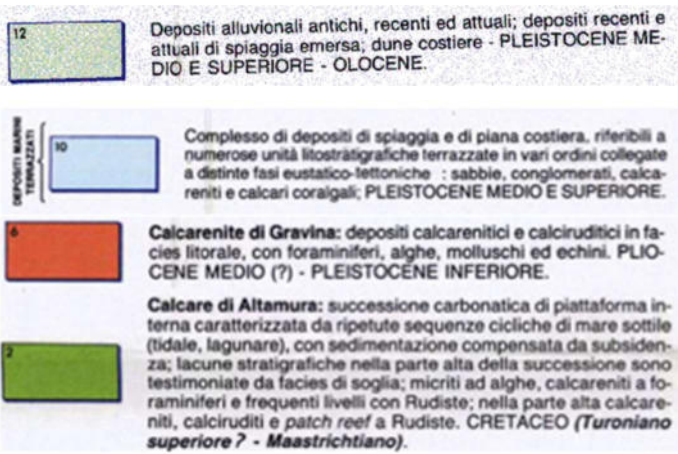 12
Depositi alluvionali antichi, recenti ed attuali; depositi recenti e
attuali di spiaggia emersa; dune costiere - PLEISTOCENE ME-
DIO E SUPERIORE - OLOCENE.
DEPOSITI MARINI
TERRAZZATI
10
Complesso di depositi di spiaggia e di piana costiera, riferibili a
numerose unità litostratigrafiche terrazzate in vari ordini collegate
a distinte fasi eustatico-tettoniche : sabbie, conglomerati, calca-
reniti e calcari coralgali; PLEISTOCENE MEDIO E SUPERIORE.
6
Calcarenite di Gravina: depositi calcarenitici e calciruditici in fa-
cies litorale, con foraminiferi, alghe, molluschi ed echini. PLIO-
CENE MEDIO (?) - PLEISTOCENE INFERIORE.
2
Calcare di Altamura: successione carbonatica di piattaforma in-
terna caratterizzata da ripetute sequenze cicliche di mare sottile
(tidale, lagunare), con sedimentazione compensata da subsiden-
za; lacune stratigrafiche nella parte alta della successione sono
testimoniate da facies di soglia; micriti ad alghe, calcareniti a fo-
raminiferi e frequenti livelli con Rudiste; nella parte alta calcare-
niti, calciruditi e patch reef a Rudiste. CRETACEO (Turoniano
superiore? - Maastrichtiano).